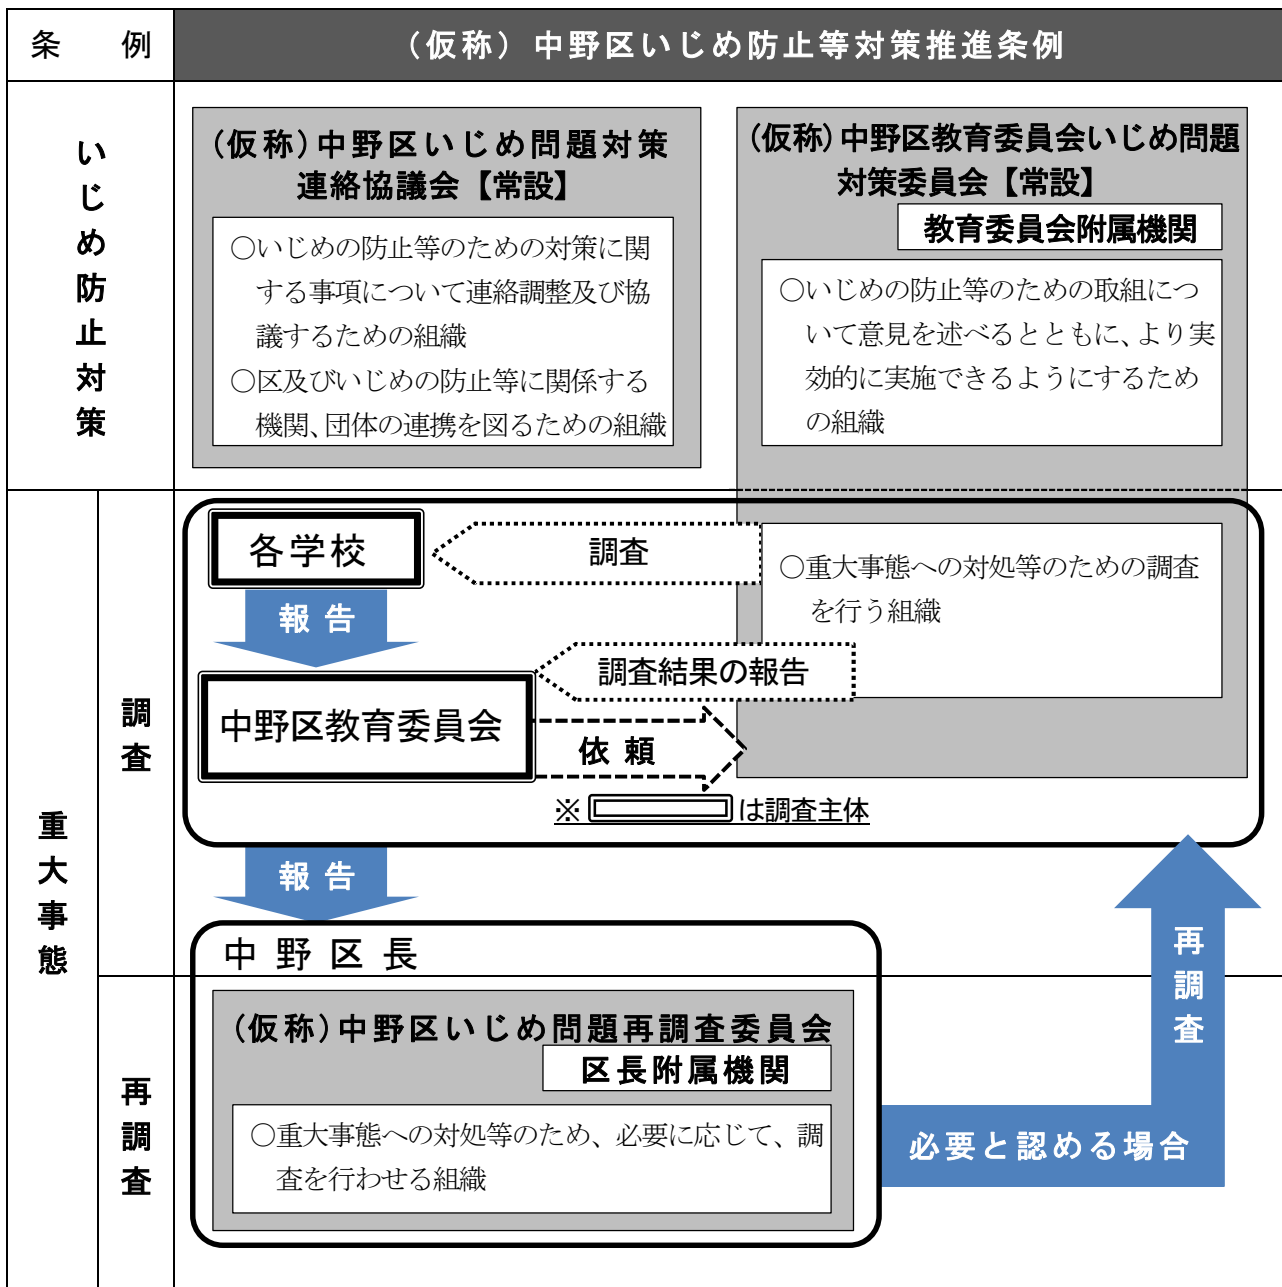 条　例
（仮称）中野区いじめ防止等対策推進条例
いじめ防止対策
(仮称)中野区いじめ問題対策
連絡協議会【常設】
○いじめの防止等のための対策に関
する事項について連絡調整及び協
議するための組織
○区及びいじめの防止等に関係する
機関、団体の連携を図るための組織
(仮称)中野区教育委員会いじめ問題
対策委員会【常設】
教育委員会附属機関
○いじめの防止等のための取組につ
いて意見を述べるとともに、より実
効的に実施できるようにするため
の組織
重大事態
調査
各学校
調査
○重大事態への対処等のための調査
を行う組織
報告
調査結果の報告
中野区教育委員会
依頼
※　　　　は調査主体
報告
中野区長
再調査
(仮称)中野区いじめ問題再調査委員会
区長附属機関
○重大事態への対処等のため、必要に応じて、調
査を行わせる組織
必要と認める場合
再調査